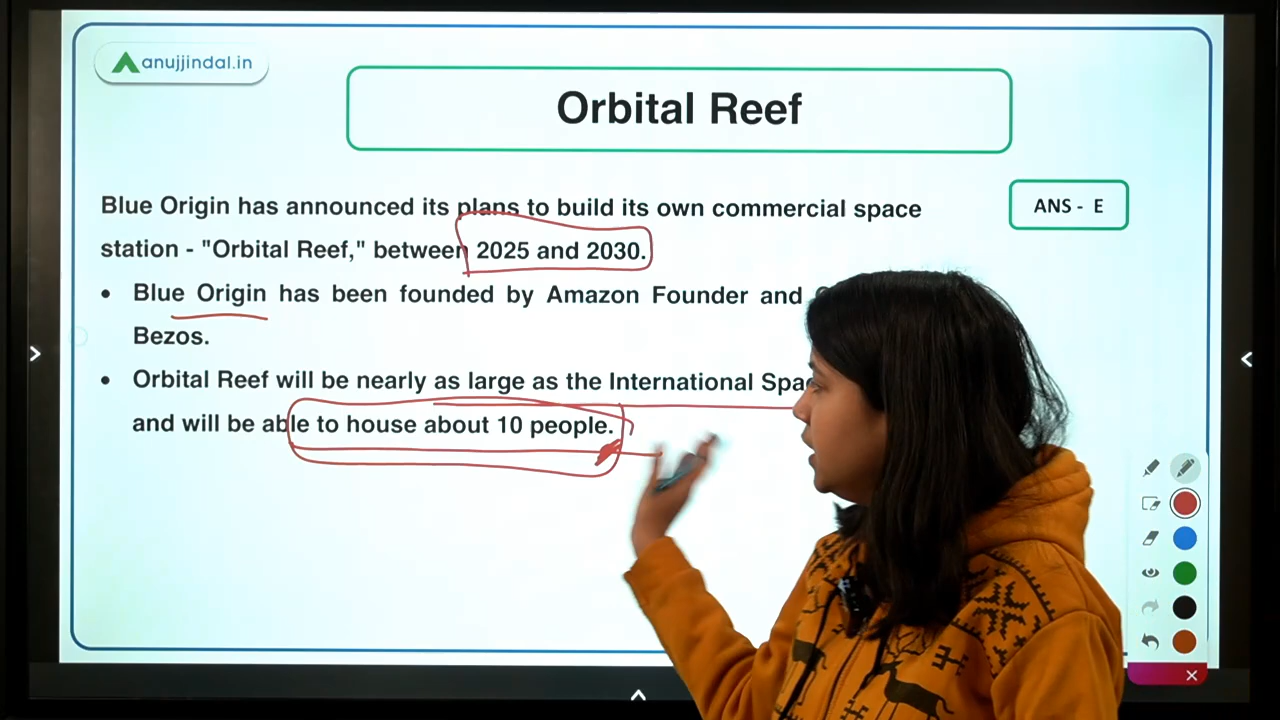 anujjindal.in
Orbital Reef
Blue Origin has announced its plans to build its own commercial space
ANS - E
station - "Orbital Reef," between 2025 and 2030.
• Blue Origin has been founded by Amazon Founder and
Bezos.
• Orbital Reef will be nearly as large as the International
and will be able to house about 10 people.